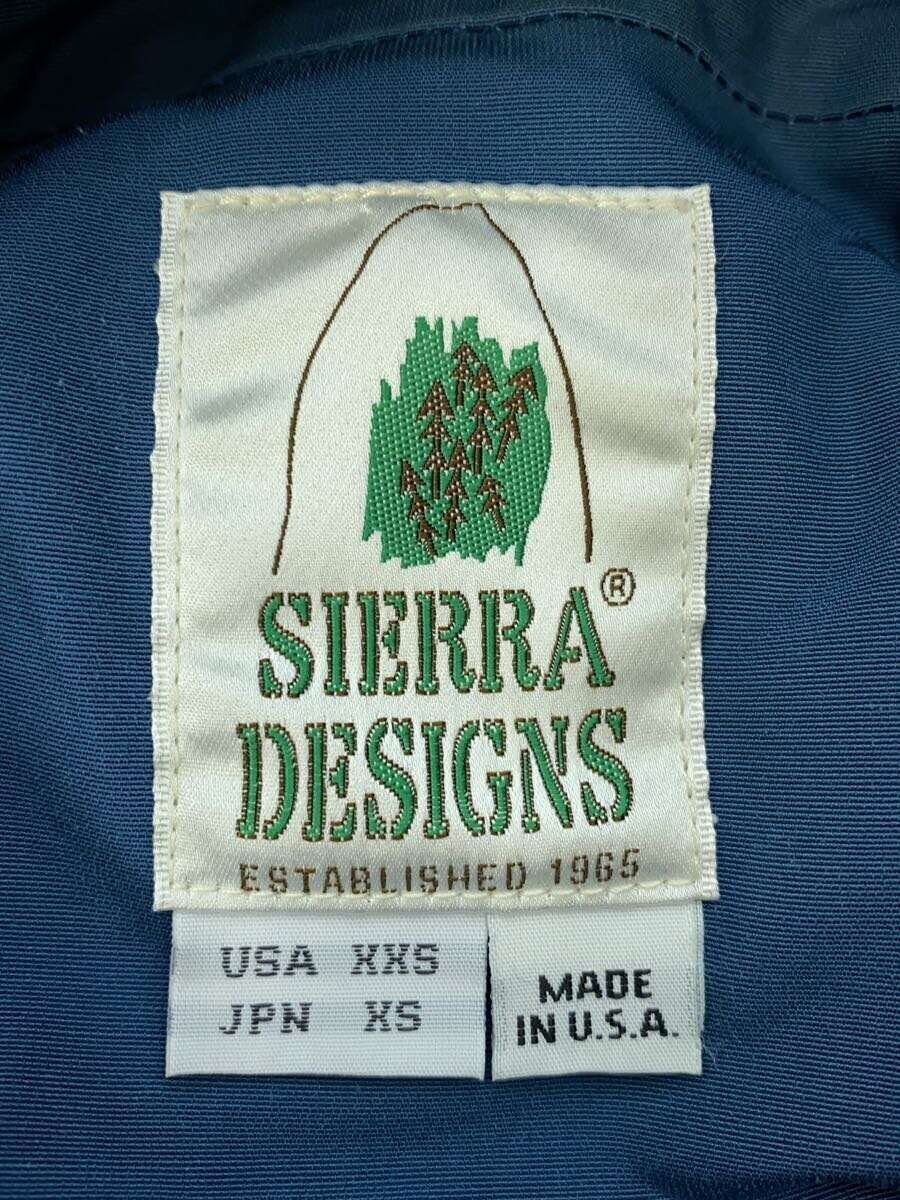 SIERRA®
DESIGNS
ESTABLISHED 1965
USA XXS
JPN XS
MADE
IN U.S.A.